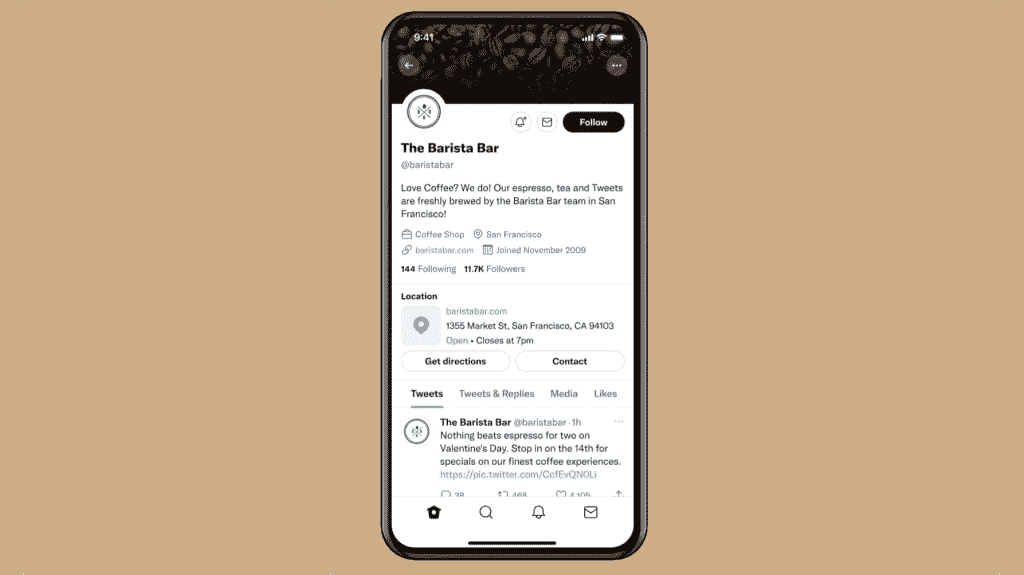 9:41
Follow
The Barista Bar
@baristabar
Love Coffee? We do! Our espresso, tea and Tweets
are freshly brewed by the Barista Bar team in San
Francisco!
Coffee Shop San Francisco
baristabar.com Joined November 2009
144 Following 11.7K Followers
Location
baristabar.com
1355 Market St, San Francisco, CA 94103
Open • Closes at 7pm
Get directions Contact
Tweets Tweets & Replies Media Likes
The Barista Bar @baristabar · 1h
Nothing beats espresso for two on
Valentine's Day. Stop in on the 14th for
specials on our finest coffee experiences.
https://pic.twitter.com/CcfEvQN0Li
38 468 4,105